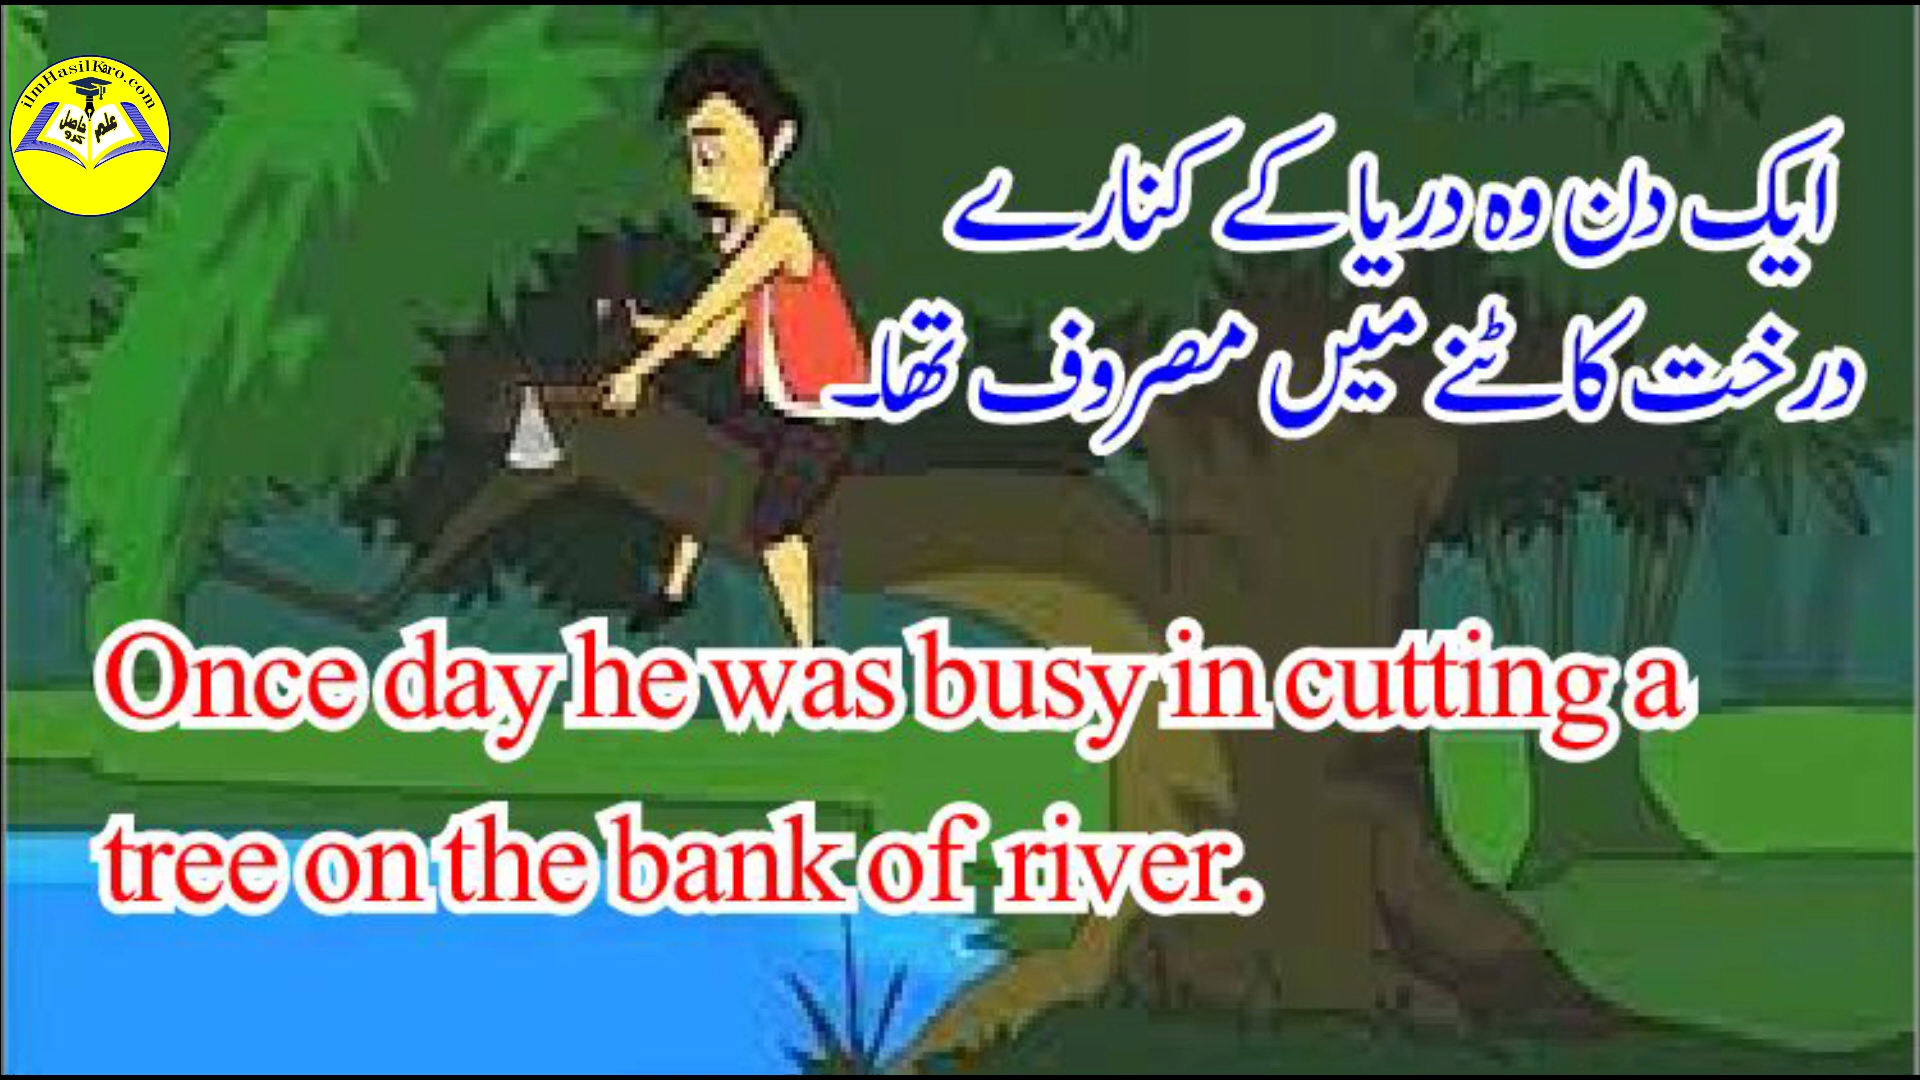 ilmHasilKaro.com
علم حاصل کرو
ایک دن وہ دریا کے کنارے
درخت کاٹنے میں مصروف تھا۔
Once day he was busy in cutting a
tree on the bank of river.